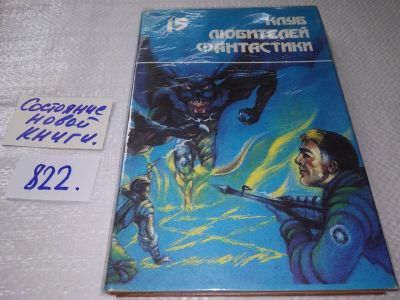 15
КЛУБ
ЛЮБИТЕЛЕЙ
ФАНТАСТИКИ
Состояние
новой
книги.
822.